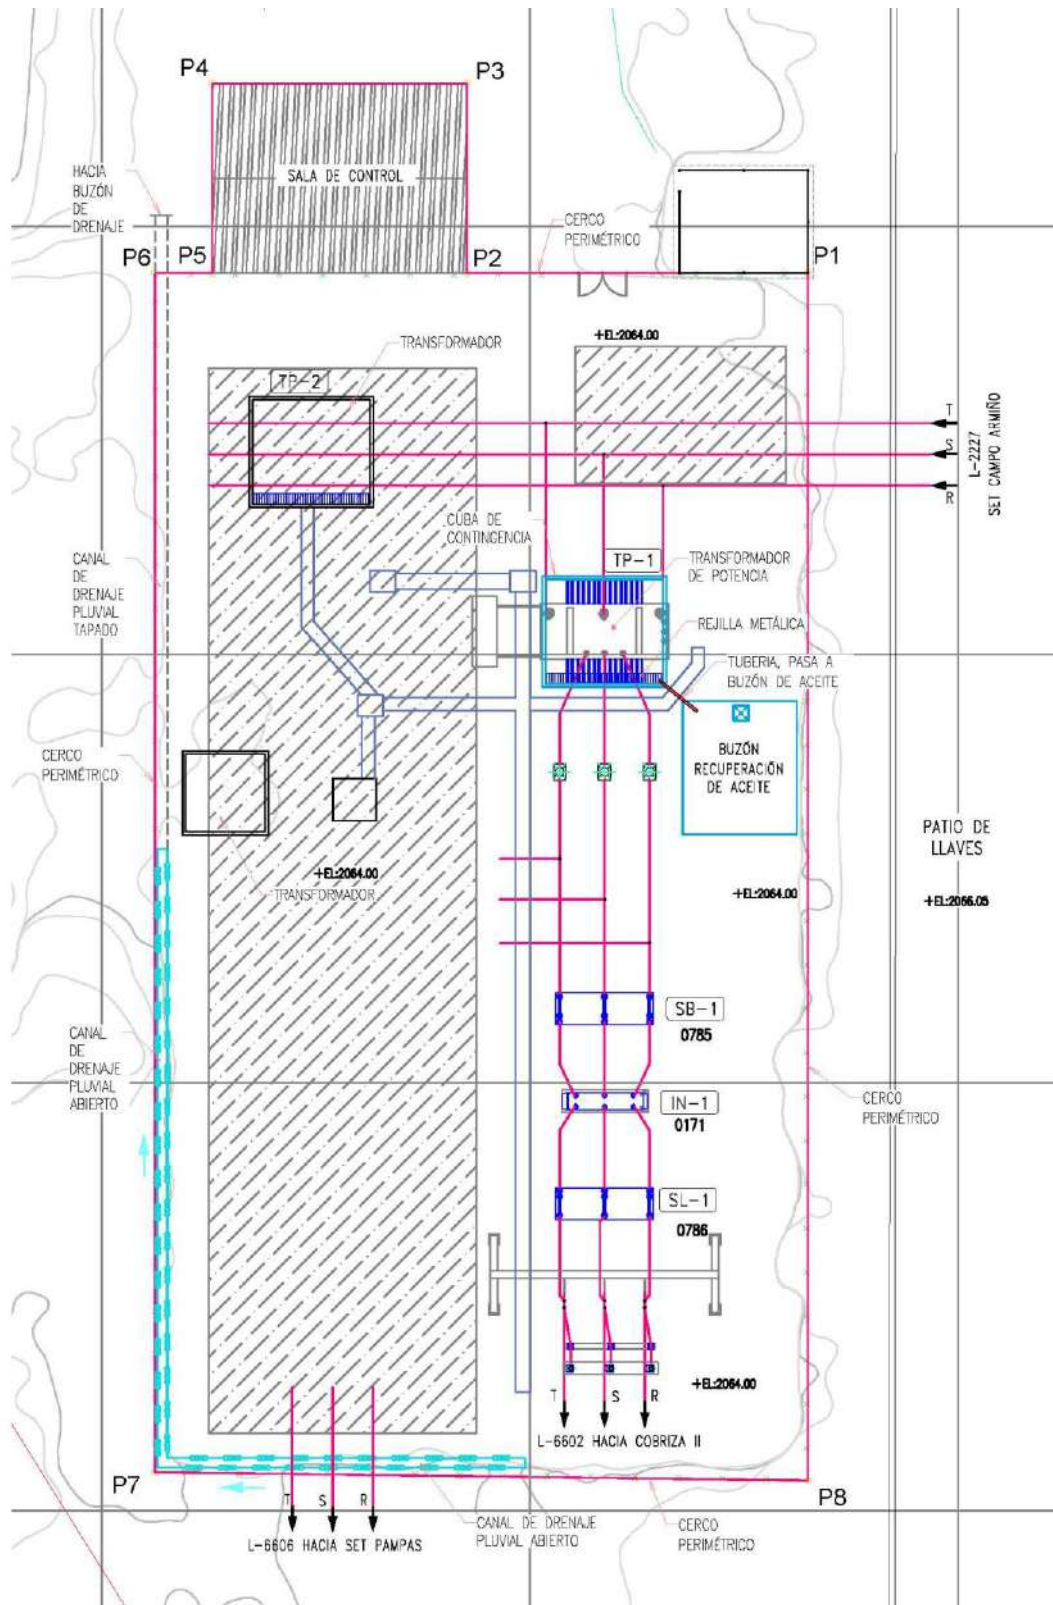 P4
P3
HACIA
BUZÓN
DE
DRENAJE
SALA DE CONTROL
CERCO
PERIMÉTRICO
P6
P5
P2
P1
+EL:2064.00
TRANSFORMADOR
TP-2
T
S
R
L-2227
SET CAMPO ARMIÑO
CUBA DE
CONTINGENCIA
TP-1
TRANSFORMADOR
DE POTENCIA
CANAL
DE
DRENAJE
PLUVIAL
TAPADO
REJILLA METÁLICA
TUBERIA, PASA A
BUZÓN DE ACEITE
CERCO
PERIMÉTRICO
BUZÓN
RECUPERACIÓN
DE ACEITE
PATIO DE
LLAVES
+EL:2064.00
TRANSFORMADOR
+EL:2064.00
+EL:2066.05
SB-1
0785
CANAL
DE
DRENAJE
PLUVIAL
ABIERTO
IN-1
0171
CERCO
PERIMÉTRICO
SL-1
0786
+EL:2064.00
T
S
R
L-6602 HACIA COBRIZA II
P7
P8
T
S
R
L-6606 HACIA SET PAMPAS
CANAL DE DRENAJE
PLUVIAL ABIERTO
CERCO
PERIMÉTRICO